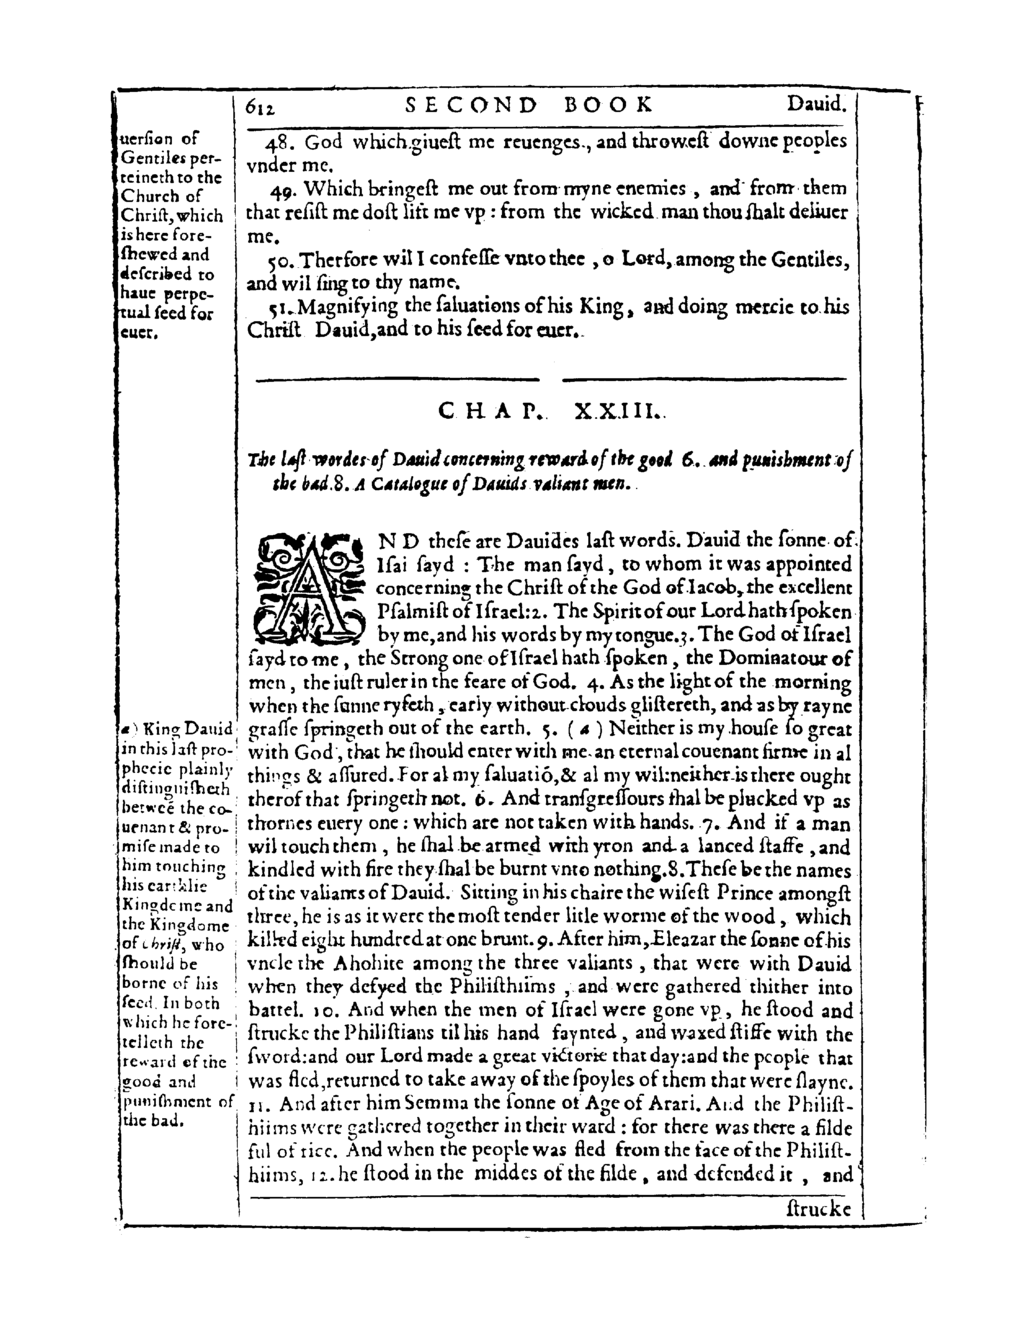 612 SECOND BOOK Dauid.
uerſion of
Gentiles per-
teineth to the
Church of
Chriſt, which
is here fore-
ſhewed and
deſcribed to
haue perpe-
tual ſeed for
euer.
48. God which giueſt me reuenges, and throweſt downe peoples
vnder me.
49. Which bringeſt me out from myne enemies, and from them
that reſiſt me doſt lift me vp : from the wicked man thou ſhalt deliuer
me.
50. Therfore wil I confeſſe vnto thee, o Lord, among the Gentiles,
and wil ſing to thy name.
51. Magnifying the ſaluations of his King, and doing mercie to his
Chriſt Dauid, and to his ſeed for euer.
CHAP. XXIII.
The laſt wordes of Dauid concerning reward of the good 6. and punishment of
the bad. 8. A Catalogue of Dauids valiant men.
AND theſe are Dauides laſt words. Dauid the ſonne of
Iſai ſayd : The man ſayd, to whom it was appointed
concerning the Chriſt of the God of Iacob, the excellent
Pſalmiſt of Iſrael: 2. The Spirit of our Lord hath ſpoken
by me, and his words by my tongue. 3. The God of Iſrael
ſayd to me, the Strong one of Iſrael hath ſpoken, the Dominatour of
men, the iuſt ruler in the feare of God. 4. As the light of the morning
when the ſunne ryſeth, early without clouds gliſtereth, and as by rayne
graſſe ſpringeth out of the earth. 5. (a) Neither is my houſe ſo great
with God, that he ſhould enter with me an eternal couenant firme in al
things & aſſured. For al my ſaluatiō, & al my wil: neither is there ought
therof that ſpringeth not. 6. And tranſgreſſours ſhal be plucked vp as
thornes euery one : which are not taken with hands. 7. And if a man
wil touch them, he ſhal be armed with yron and a lanced ſtaffe, and
kindled with fire they ſhal be burnt vnto nothing. 8. Theſe be the names
of the valiants of Dauid. Sitting in his chaire the wiſeſt Prince amongſt
three, he is as it were the moſt tender litle worme of the wood, which
killed eight hundred at one brunt. 9. After him, Eleazar the ſonne of his
vncle the Ahohite among the three valiants, that were with Dauid
when they defyed the Philiſthiims, and were gathered thither into
battel. 10. And when the men of Iſrael were gone vp, he ſtood and
ſtrucke the Philiſtians til his hand faynted, and waxed ſtiffe with the
ſword: and our Lord made a great victorie that day: and the people that
was fled, returned to take away of the ſpoyles of them that were ſlayne.
11. And after him Semma the ſonne of Age of Arari. And the Philiſt-
hiims were gathered together in their ward : for there was there a filde
ful of rice. And when the people was fled from the face of the Philiſt-
hiims, 12. he ſtood in the middes of the filde, and defended it, and
a) King Dauid
in this laſt pro-
phecie plainly
diſtinguiſheth
betweē the co-
uenant & pro-
miſe made to
him touching
his earthlie
Kingdome and
the Kingdome
of Chriſt, who
ſhould be
borne of his
ſeed. In both
which he fore-
telleth the
reward of the
good and
puniſhment of
the bad.
ſtrucke